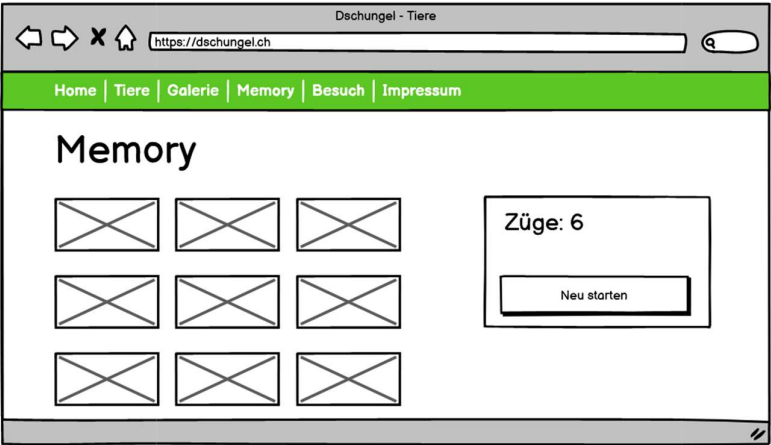 Dschungel - Tiere
https://dschungel.ch
Home | Tiere | Galerie | Memory | Besuch | Impressum
Memory
Züge: 6
Neu starten